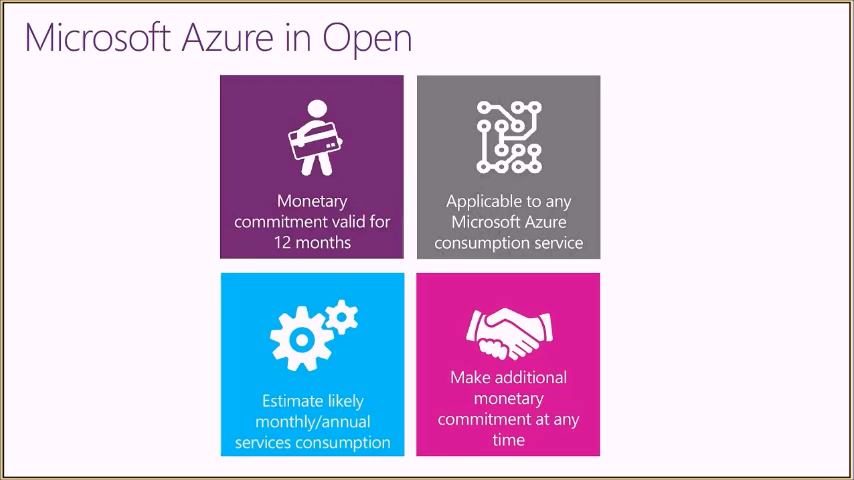 Microsoft Azure in Open
Monetary
commitment valid for
12 months
Applicable to any
Microsoft Azure
consumption service
Estimate likely
monthly/annual
services consumption
Make additional
monetary
commitment at any
time